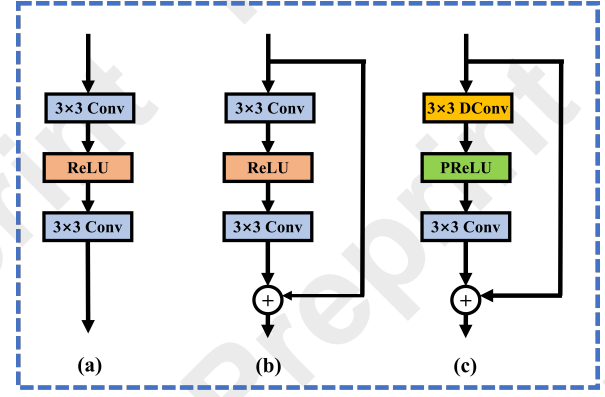 3×3 Conv
ReLU
3×3 Conv
(a)
3×3 Conv
ReLU
3×3 Conv
+
(b)
3×3 DConv
PReLU
3×3 Conv
+
(c)
Preprint